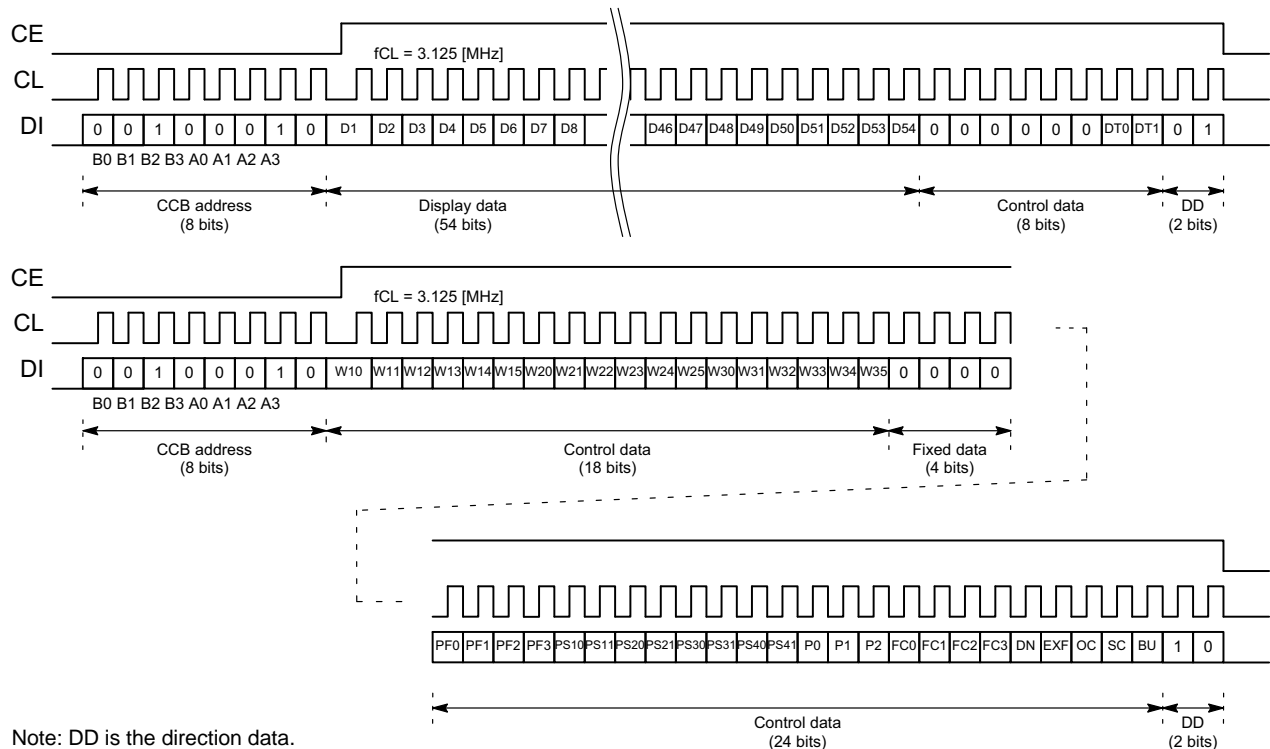 CE
fCL = 3.125 [MHz]
CL
DI 0 0 1 0 0 0 1 0 D1 D2 D3 D4 D5 D6 D7 D8 D46 D47 D48 D49 D50 D51 D52 D53 D54 0 0 0 0 0 0 DT0 DT1 0 1
B0 B1 B2 B3 A0 A1 A2 A3
CCB address Display data Control data DD
(8 bits) (54 bits) (8 bits) (2 bits)
CE
fCL = 3.125 [MHz]
CL
DI 0 0 1 0 0 0 1 0 W10 W11 W12 W13 W14 W15 W20 W21 W22 W23 W24 W25 W30 W31 W32 W33 W34 W35 0 0 0 0
B0 B1 B2 B3 A0 A1 A2 A3
CCB address Control data Fixed data
(8 bits) (18 bits) (4 bits)
PF0 PF1 PF2 PF3 PS10 PS11 PS20 PS21 PS30 PS31 PS40 PS41 P0 P1 P2 FC0 FC1 FC2 FC3 DN EXF OC SC BU 1 0
Control data DD
(24 bits) (2 bits)
Note: DD is the direction data.